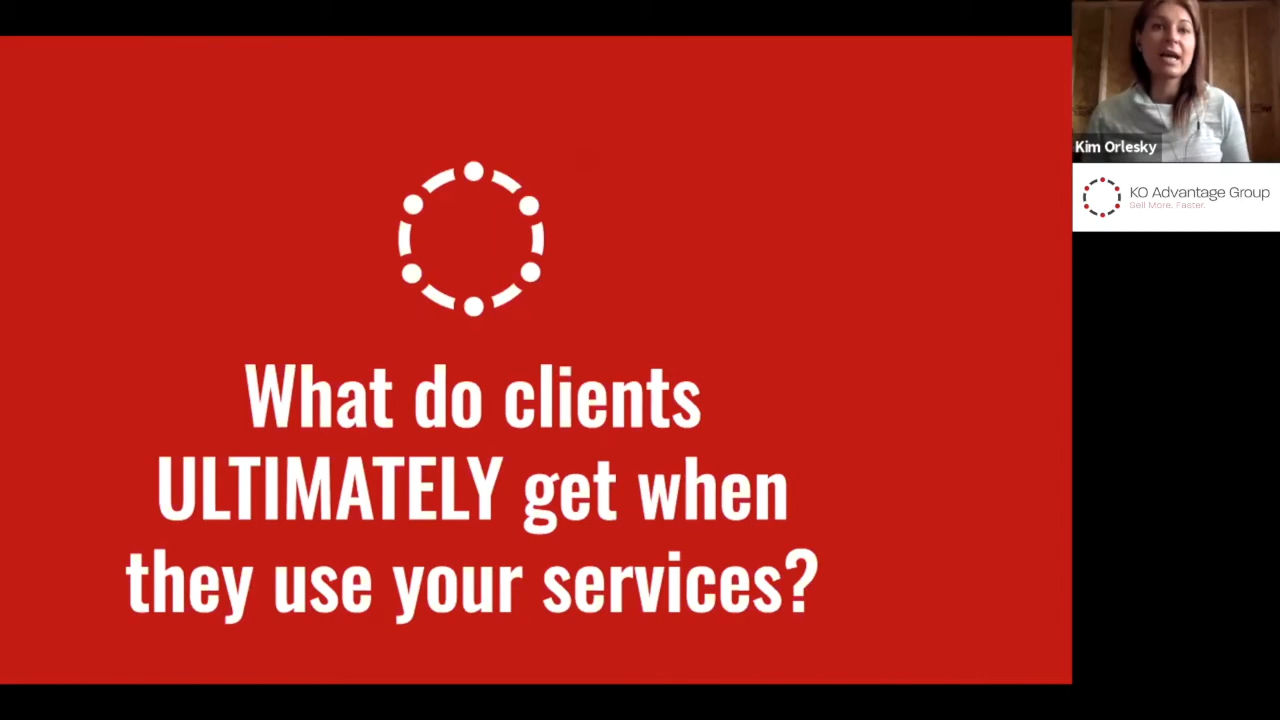 What do clients
ULTIMATELY get when
they use your services?
Kim Orlesky
KO Advantage Group
Sell More. Faster.